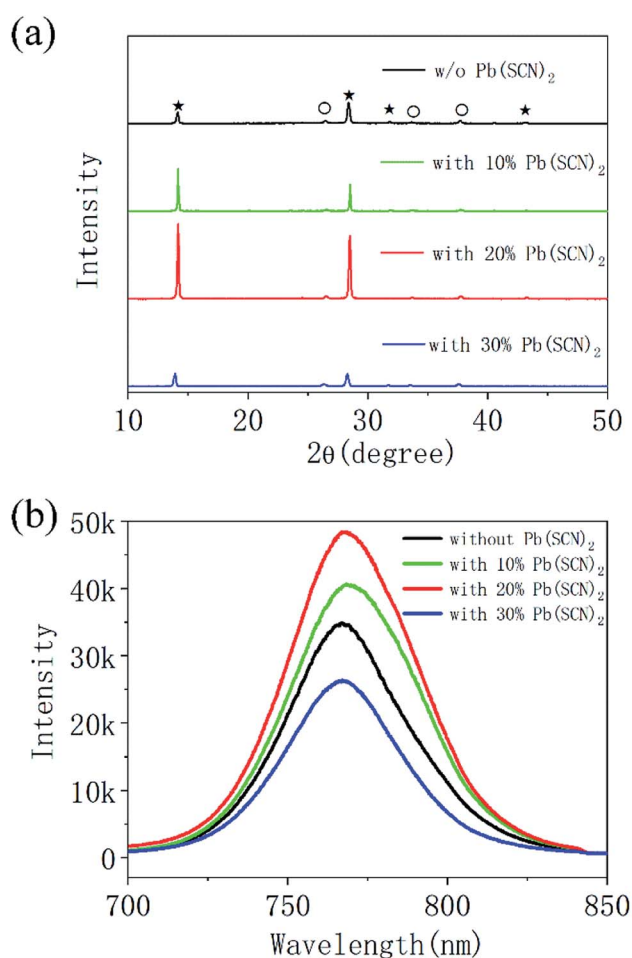 (a)
Intensity
w/o Pb(SCN)₂
with 10% Pb(SCN)₂
with 20% Pb(SCN)₂
with 30% Pb(SCN)₂
10 20 30 40 50
2θ(degree)
(b)
50k
40k
30k
20k
10k
0
Intensity
without Pb(SCN)₂
with 10% Pb(SCN)₂
with 20% Pb(SCN)₂
with 30% Pb(SCN)₂
700 750 800 850
Wavelength(nm)